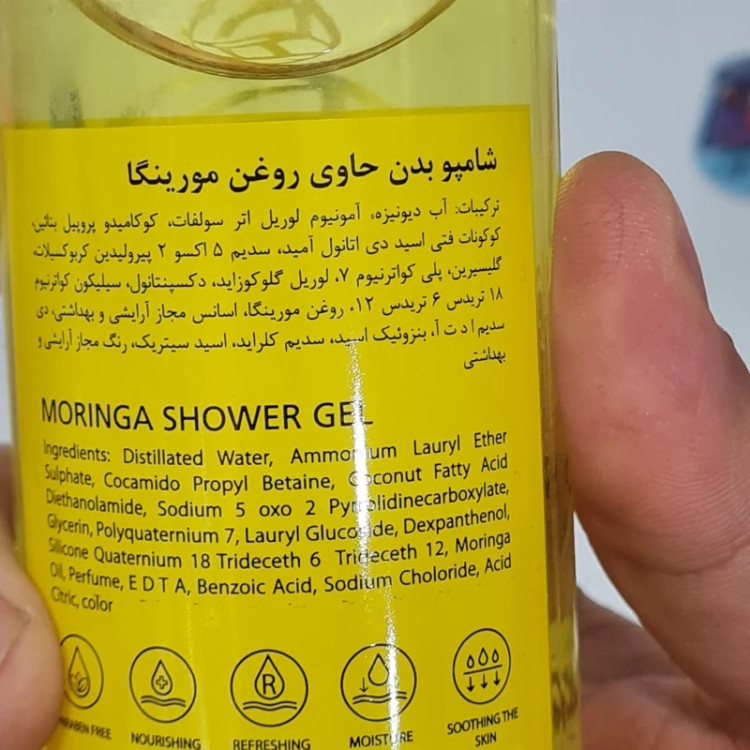 شامپو بدن حاوی روغن مورینگا
ترکیبات: آب دیونیزه، آمونیوم لوریل اتر سولفات، کوکامیدو پروپیل بتائین،
کوکونات فتی اسید دی اتانول آمید، سدیم ۵ اکسو ۲ پیرولیدین کربوکسیلات،
گلیسیرین، پلی کواترنیوم ۷، لوریل گلوکوزاید، دکسپنتانول، سیلیکون کواترنیوم
۱۸ تریدس ۶ تریدس ۱۲، روغن مورینگا، اسانس مجاز آرایشی و بهداشتی، دی
سدیم ا د ت آ، بنزوئیک اسید، سدیم کلراید، اسید سیتریک، رنگ مجاز آرایشی و
بهداشتی
MORINGA SHOWER GEL
Ingredients: Distillated Water, Ammonium Lauryl Ether
Sulphate, Cocamido Propyl Betaine, Coconut Fatty Acid
Diethanolamide, Sodium 5 oxo 2 Pyrrolidinecarboxylate,
Glycerin, Polyquaternium 7, Lauryl Glucoside, Dexpanthenol,
Silicone Quaternium 18 Trideceth 6 Trideceth 12, Moringa
Oil, Perfume, E D T A, Benzoic Acid, Sodium Choloride, Acid
Citric, color
R
PARABEN FREE
NOURISHING
REFRESHING
MOISTURE
SOOTHING THE
SKIN